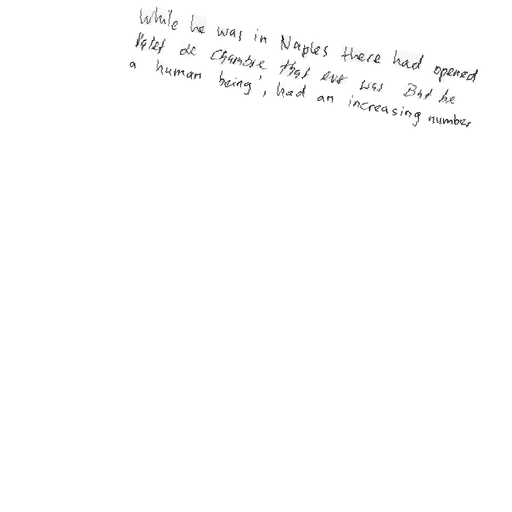 While he was in Naples there had opened
Valet de Chambre that ever was But he
a human being', had an increasing number